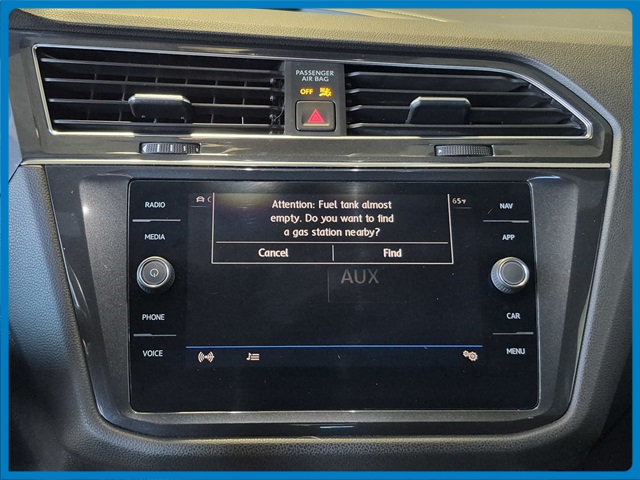 PASSENGER
AIR BAG
OFF
RADIO
MEDIA
PHONE
VOICE
Attention: Fuel tank almost
empty. Do you want to find
a gas station nearby?
Cancel
Find
AUX
65°F
NAV
APP
CAR
MENU